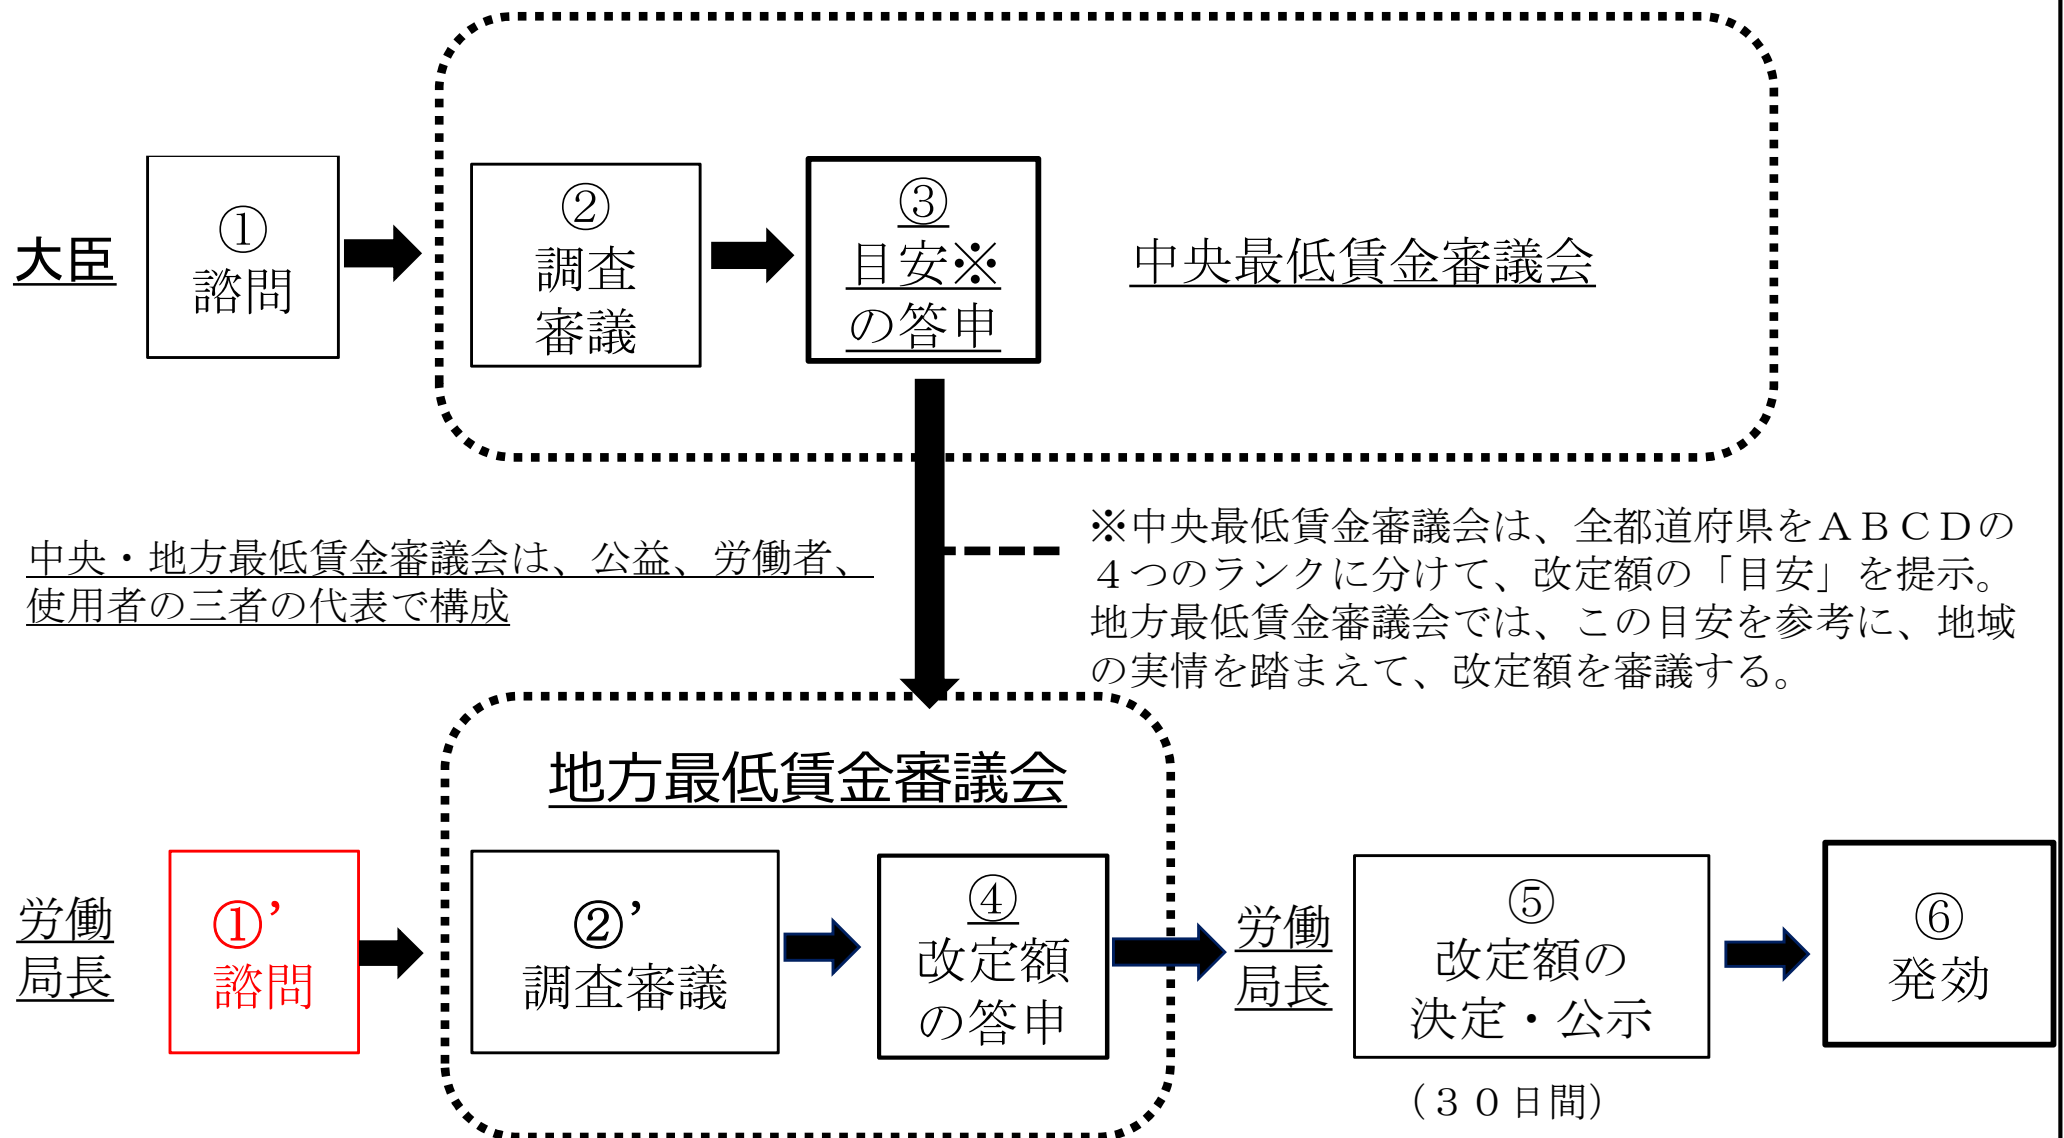 大臣
①
諮問
②
調査
審議
③
目安※
の答申
中央最低賃金審議会
中央・地方最低賃金審議会は、公益、労働者、
使用者の三者の代表で構成
※中央最低賃金審議会は、全都道府県をＡＢＣＤの
４つのランクに分けて、改定額の「目安」を提示。
地方最低賃金審議会では、この目安を参考に、地域
の実情を踏まえて、改定額を審議する。
地方最低賃金審議会
労働
局長
①’
諮問
②’
調査審議
④
改定額
の答申
労働
局長
⑤
改定額の
決定・公示
（３０日間）
⑥
発効